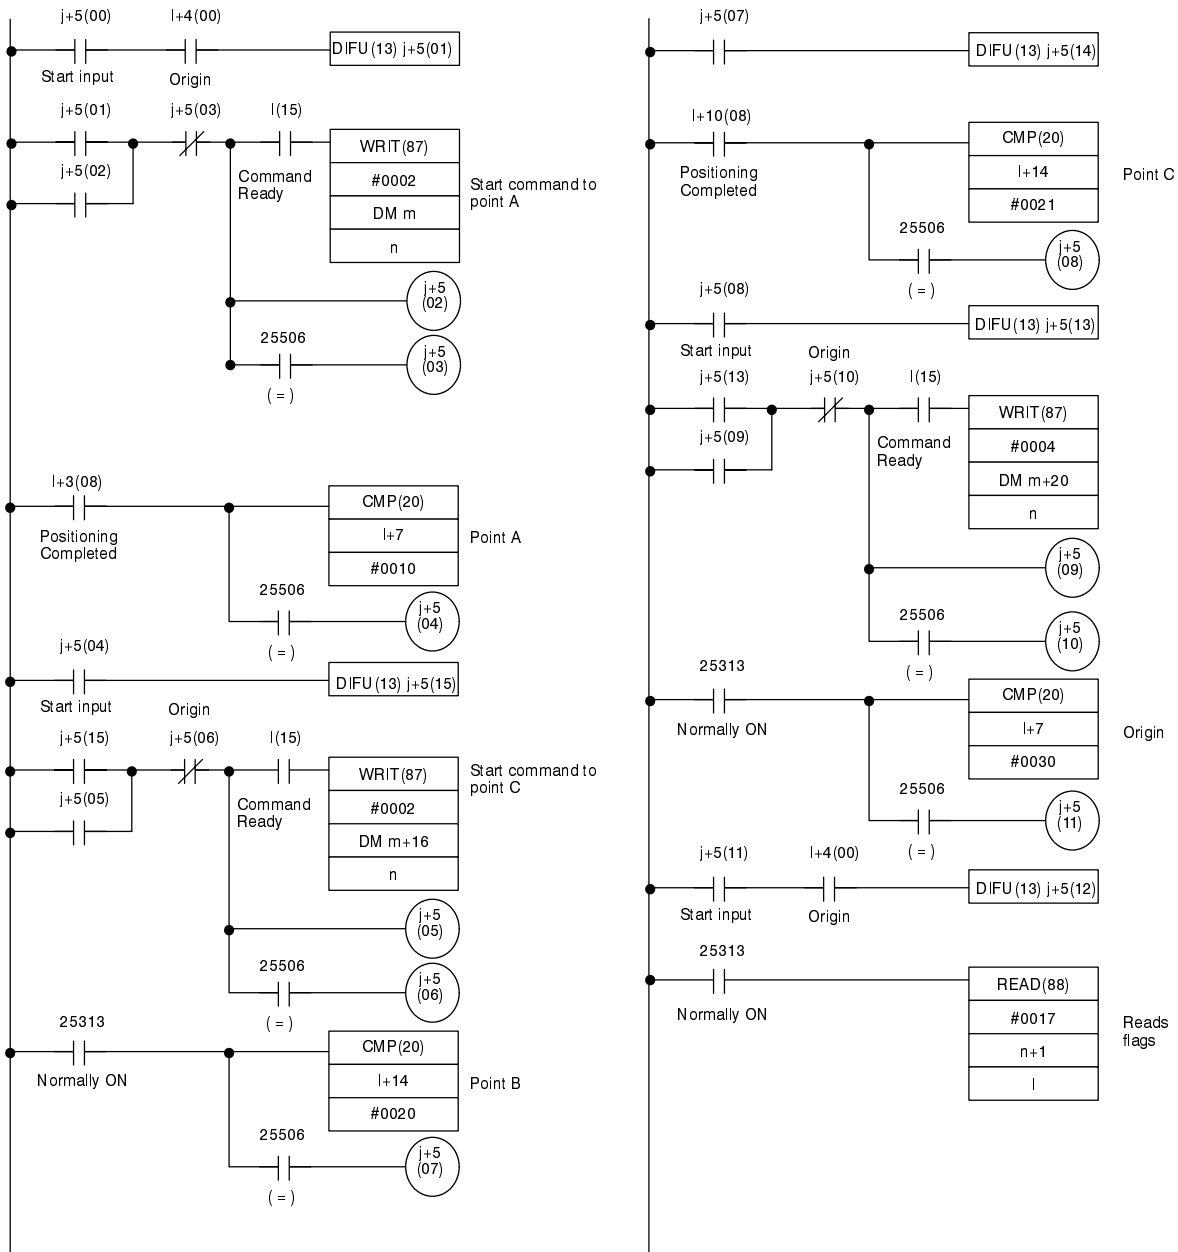 j+5(00) l+4(00)
DIFU(13) j+5(01)
Start input Origin
j+5(01) j+5(03) l(15)
WRIT(87)
j+5(02)
Command
Ready
#0002
Start command to
point A
DM m
n
j+5
(02)
25506
j+5
(03)
( = )
l+3(08)
CMP(20)
Positioning
Completed
l+7
Point A
#0010
25506
j+5
(04)
( = )
j+5(04)
DIFU(13) j+5(15)
Start input Origin
j+5(15) j+5(06) l(15)
WRIT(87)
Start command to
point C
j+5(05)
Command
Ready
#0002
DM m+16
n
j+5
(05)
25506
j+5
(06)
( = )
25313
CMP(20)
Normally ON
l+14
Point B
#0020
25506
j+5
(07)
( = )
j+5(07)
DIFU(13) j+5(14)
l+10(08)
CMP(20)
Positioning
Completed
l+14
Point C
#0021
25506
j+5
(08)
( = )
j+5(08)
DIFU(13) j+5(13)
Start input Origin
j+5(13) j+5(10) l(15)
WRIT(87)
j+5(09)
Command
Ready
#0004
DM m+20
n
j+5
(09)
25506
j+5
(10)
( = )
25313
CMP(20)
Normally ON
l+7
Origin
#0030
25506
j+5
(11)
( = )
j+5(11) l+4(00)
DIFU(13) j+5(12)
Start input Origin
25313
READ(88)
Normally ON
#0017
Reads
flags
n+1
l